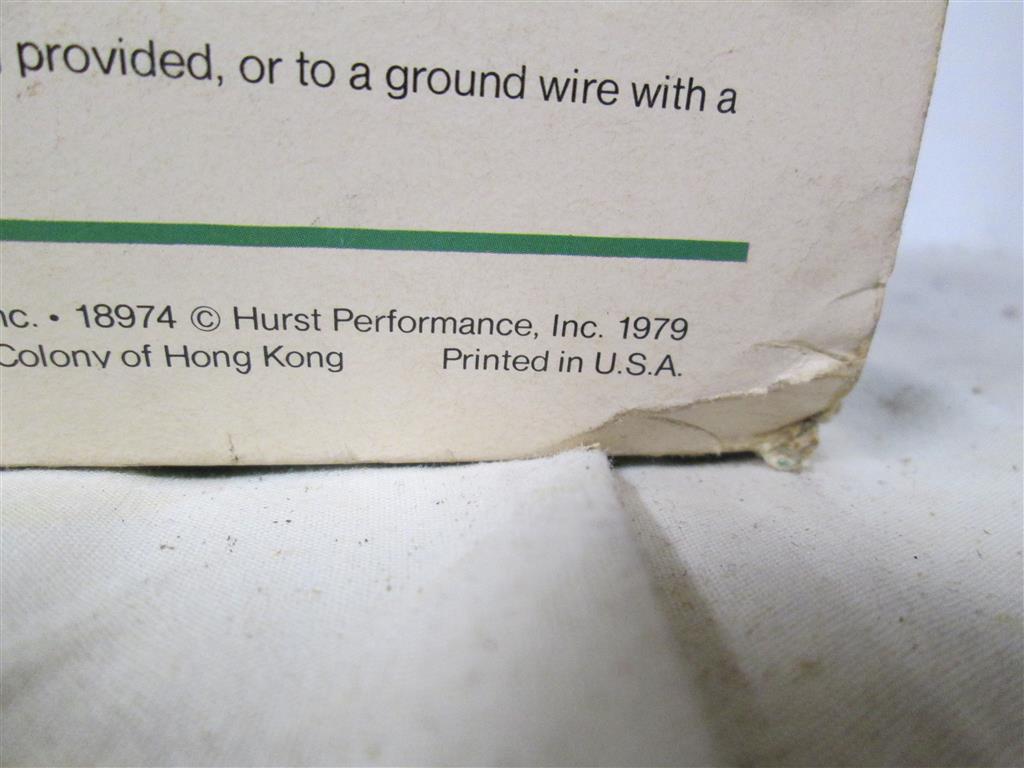 provided, or to a ground wire with a
nc. • 18974 © Hurst Performance, Inc. 1979
Colony of Hong Kong Printed in U.S.A.